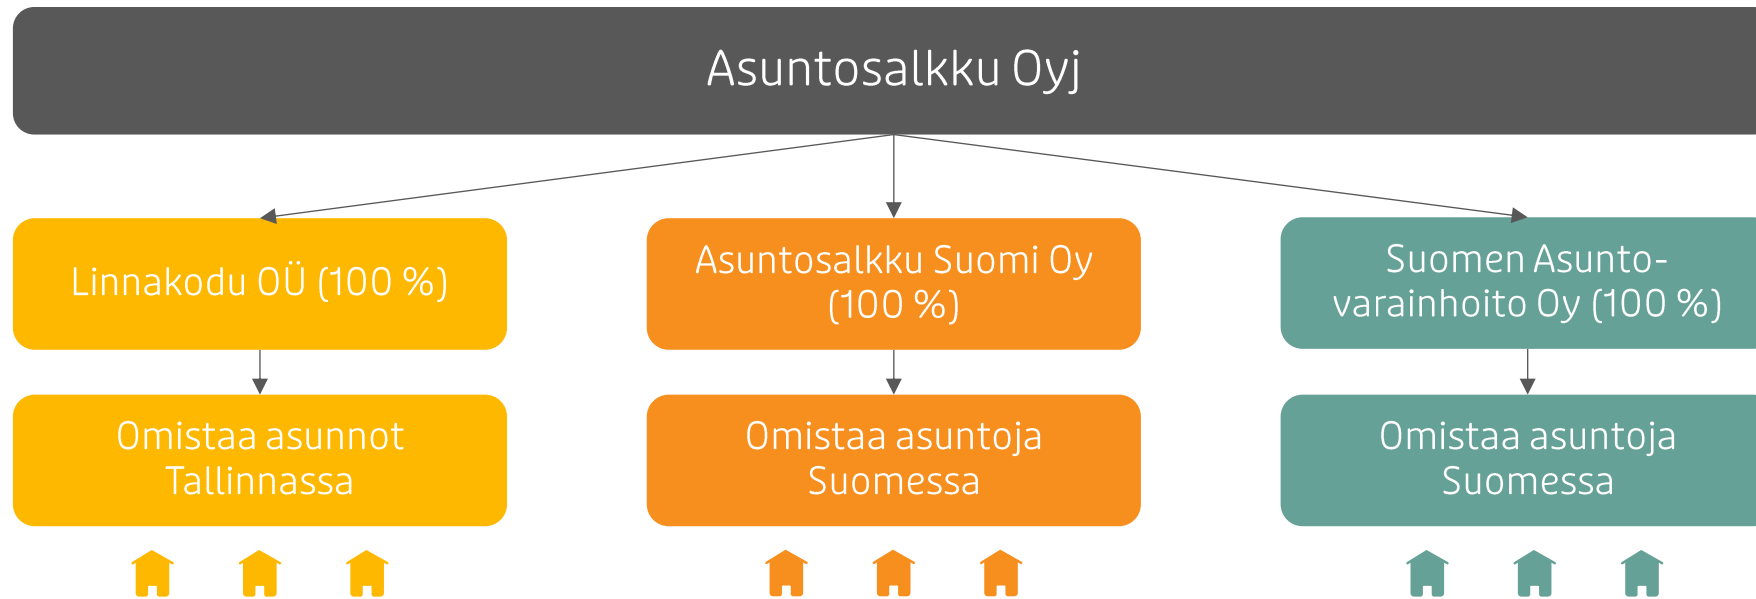 Asuntosalkku Oyj
Linnakodu OÜ (100 %)
Asuntosalkku Suomi Oy
(100 %)
Suomen Asunto-
varainhoito Oy (100 %)
Omistaa asunnot
Tallinnassa
Omistaa asuntoja
Suomessa
Omistaa asuntoja
Suomessa